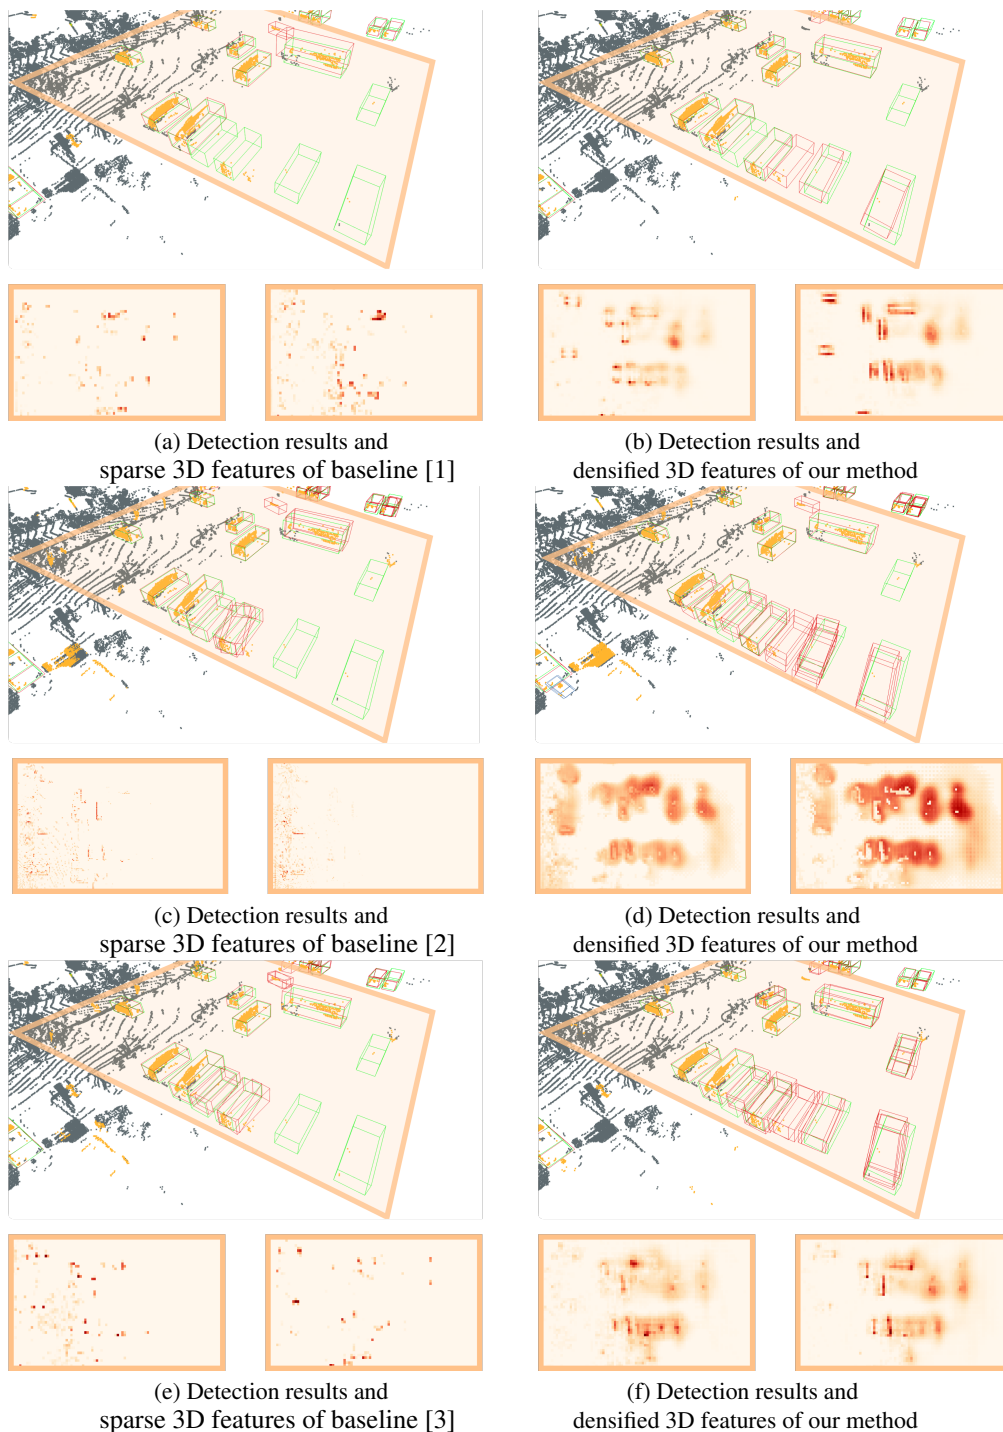 (a) Detection results and
sparse 3D features of baseline [1]
(b) Detection results and
densified 3D features of our method
(c) Detection results and
sparse 3D features of baseline [2]
(d) Detection results and
densified 3D features of our method
(e) Detection results and
sparse 3D features of baseline [3]
(f) Detection results and
densified 3D features of our method